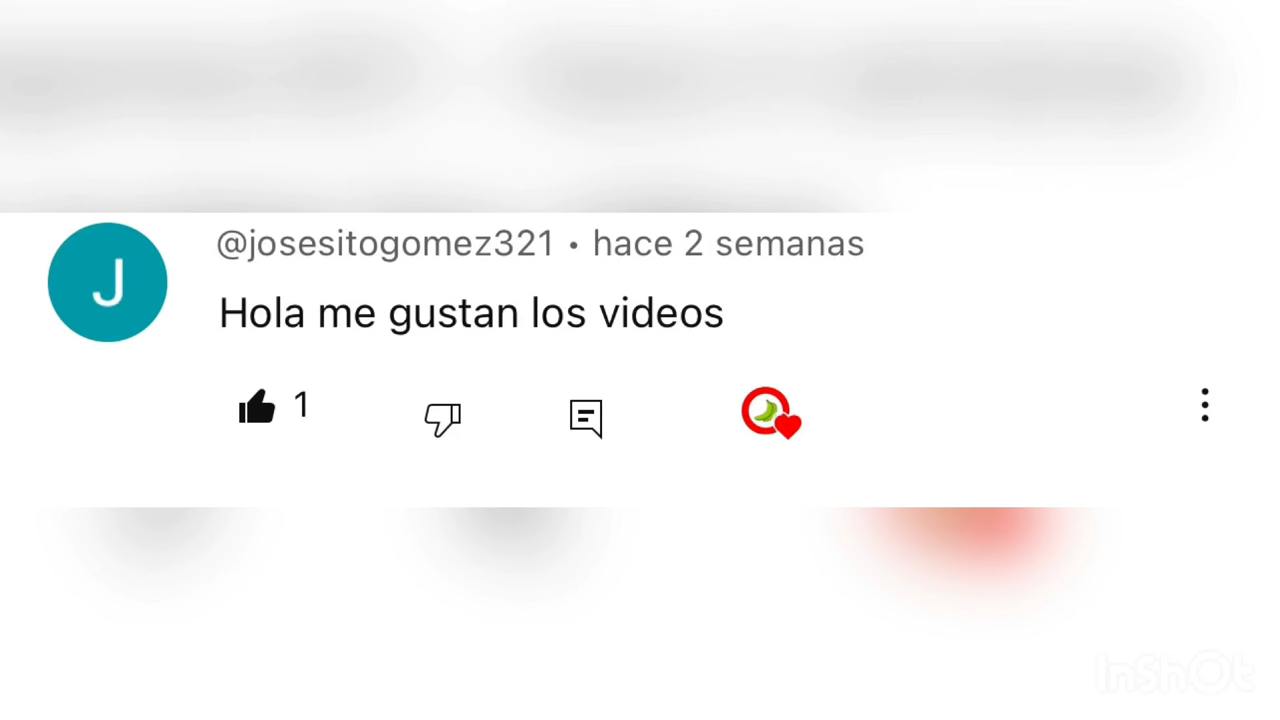 J
@josesitogomez321 • hace 2 semanas
Hola me gustan los videos
1
InShOt